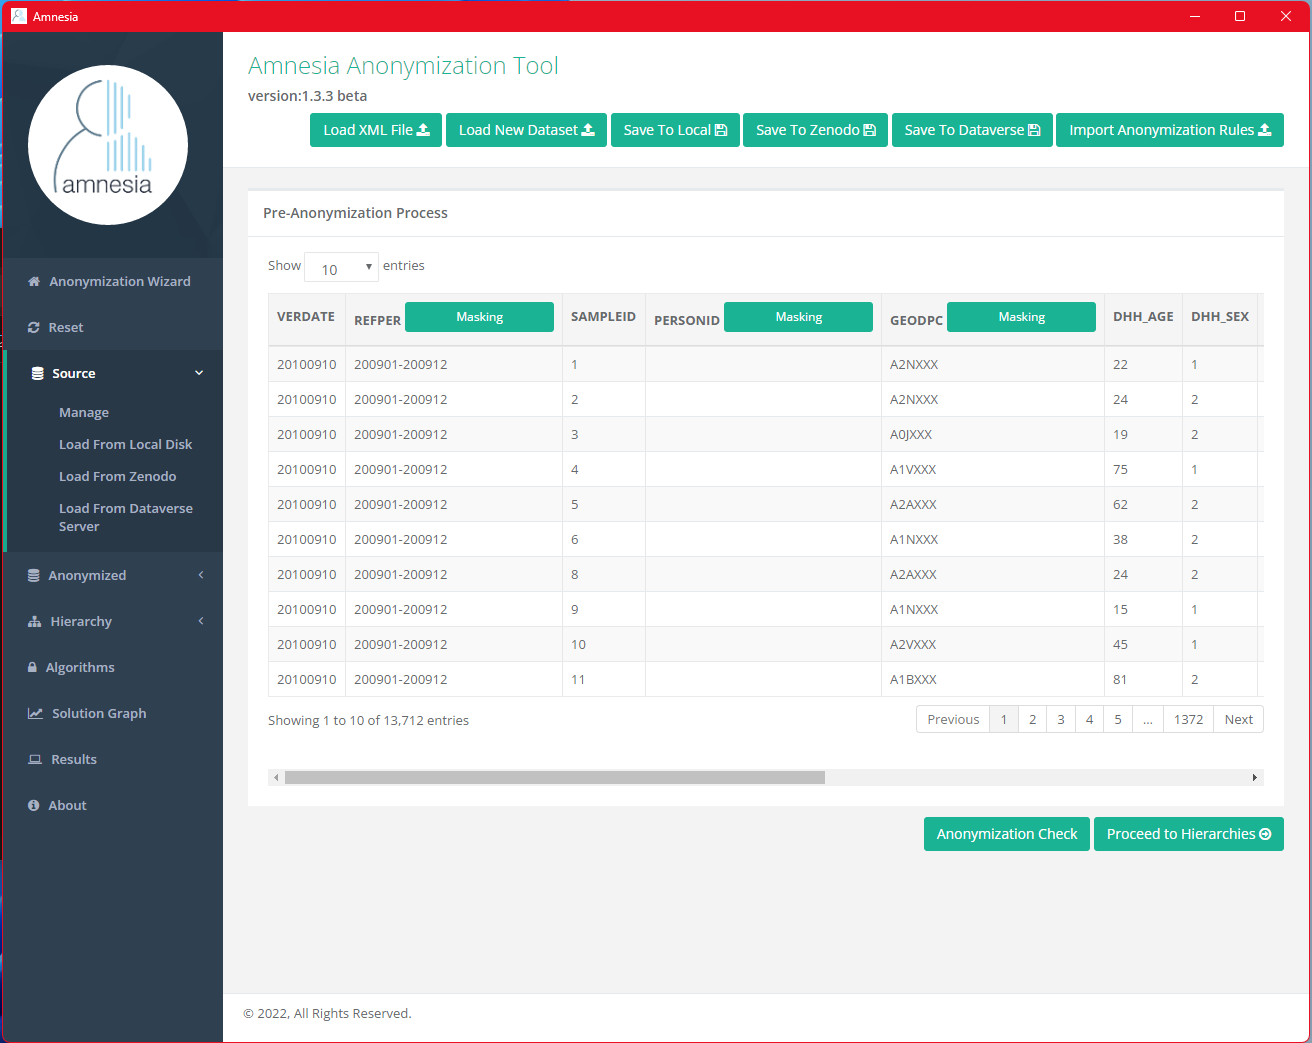 Amnesia
amnesia
Anonymization Wizard
Reset
Source
Manage
Load From Local Disk
Load From Zenodo
Load From Dataverse
Server
Anonymized
Hierarchy
Algorithms
Solution Graph
Results
About
Amnesia Anonymization Tool
version:1.3.3 beta
Load XML File Load New Dataset Save To Local Save To Zenodo Save To Dataverse Import Anonymization Rules
Pre-Anonymization Process
Show 10 entries
VERDATE REFPER Masking SAMPLEID PERSONID Masking GEODPC Masking DHH_AGE DHH_SEX
20100910 200901-200912 1 A2NXXX 22 1
20100910 200901-200912 2 A2NXXX 24 2
20100910 200901-200912 3 A0JXXX 19 2
20100910 200901-200912 4 A1VXXX 75 1
20100910 200901-200912 5 A2AXXX 62 2
20100910 200901-200912 6 A1NXXX 38 2
20100910 200901-200912 8 A2AXXX 24 2
20100910 200901-200912 9 A1NXXX 15 1
20100910 200901-200912 10 A2VXXX 45 1
20100910 200901-200912 11 A1BXXX 81 2
Showing 1 to 10 of 13,712 entries
Previous 1 2 3 4 5 ... 1372 Next
Anonymization Check Proceed to Hierarchies
© 2022, All Rights Reserved.